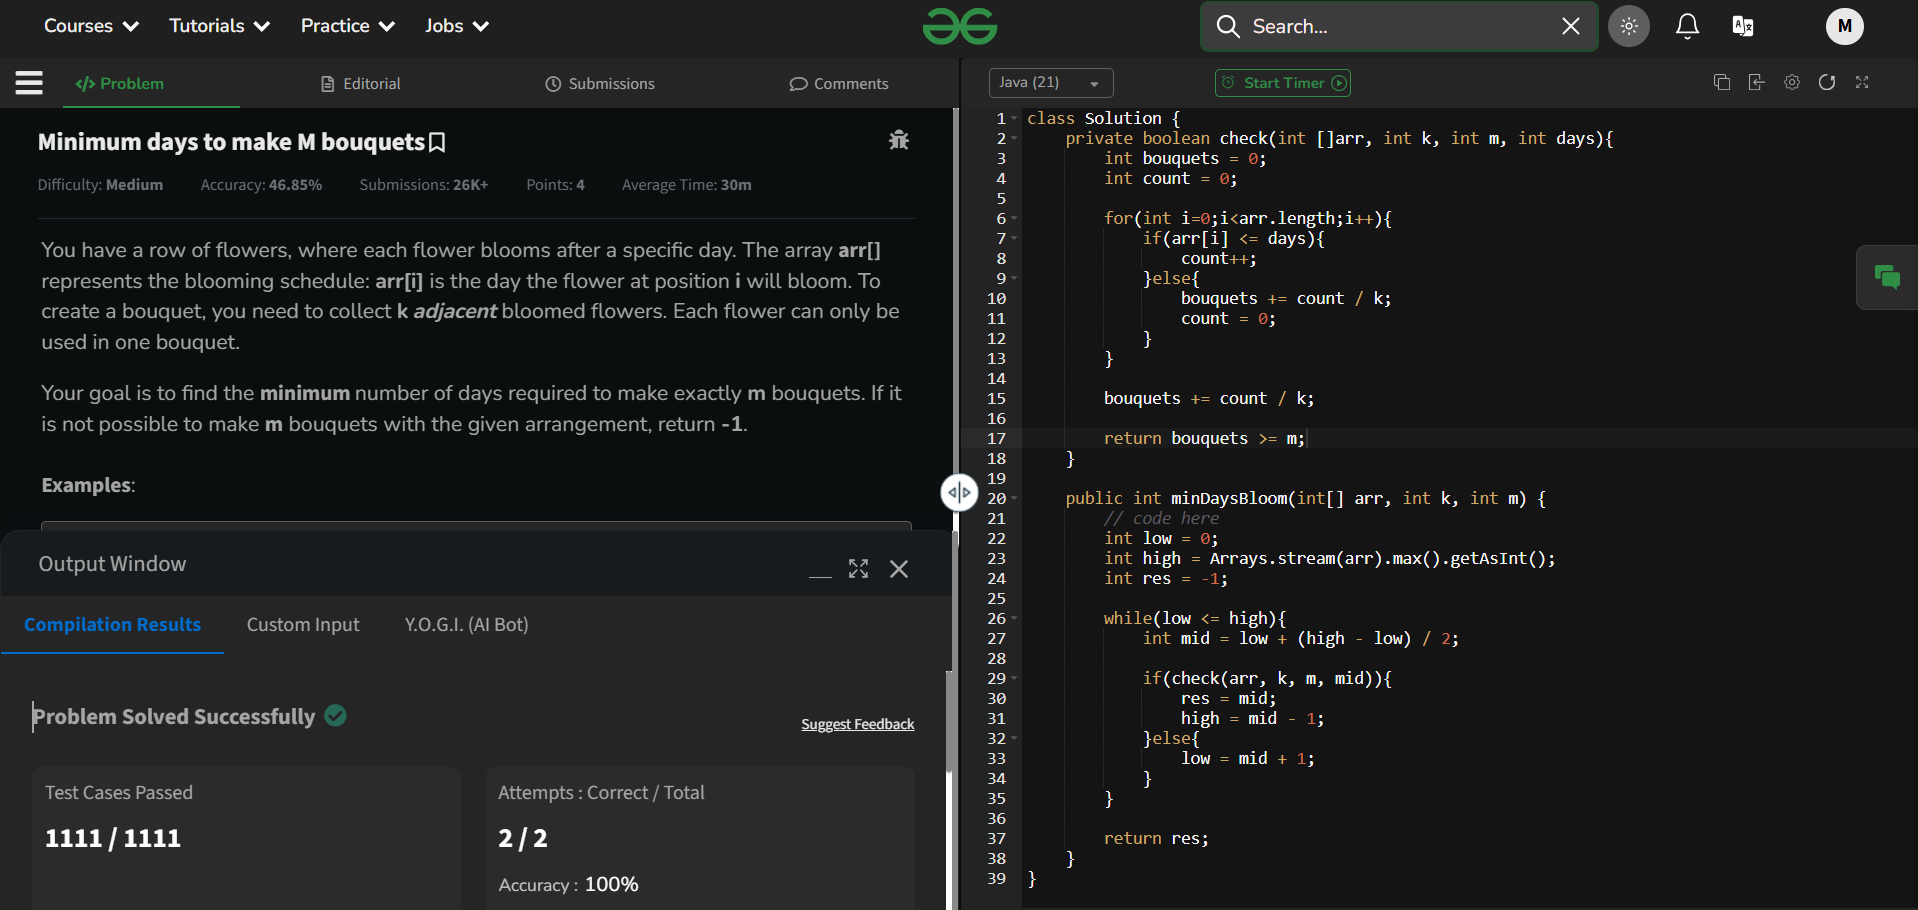 Courses Tutorials Practice Jobs Search... M
Problem Editorial Submissions Comments
Java (21) Start Timer
Minimum days to make M bouquets
Difficulty: Medium Accuracy: 46.85% Submissions: 26K+ Points: 4 Average Time: 30m
You have a row of flowers, where each flower blooms after a specific day. The array arr[]
represents the blooming schedule: arr[i] is the day the flower at position i will bloom. To
create a bouquet, you need to collect k adjacent bloomed flowers. Each flower can only be
used in one bouquet.
Your goal is to find the minimum number of days required to make exactly m bouquets. If it
is not possible to make m bouquets with the given arrangement, return -1.
Examples:
Output Window
Compilation Results Custom Input Y.O.G.I. (AI Bot)
Problem Solved Successfully
Suggest Feedback
Test Cases Passed
1111 / 1111
Attempts : Correct / Total
2 / 2
Accuracy : 100%
1 class Solution {
2 private boolean check(int []arr, int k, int m, int days){
3 int bouquets = 0;
4 int count = 0;
5
6 for(int i=0;i<arr.length;i++){
7 if(arr[i] <= days){
8 count++;
9 }else{
10 bouquets += count / k;
11 count = 0;
12 }
13 }
14
15 bouquets += count / k;
16
17 return bouquets >= m;
18 }
19
20 public int minDaysBloom(int[] arr, int k, int m) {
21 // code here
22 int low = 0;
23 int high = Arrays.stream(arr).max().getAsInt();
24 int res = -1;
25
26 while(low <= high){
27 int mid = low + (high - low) / 2;
28
29 if(check(arr, k, m, mid)){
30 res = mid;
31 high = mid - 1;
32 }else{
33 low = mid + 1;
34 }
35 }
36
37 return res;
38 }
39 }